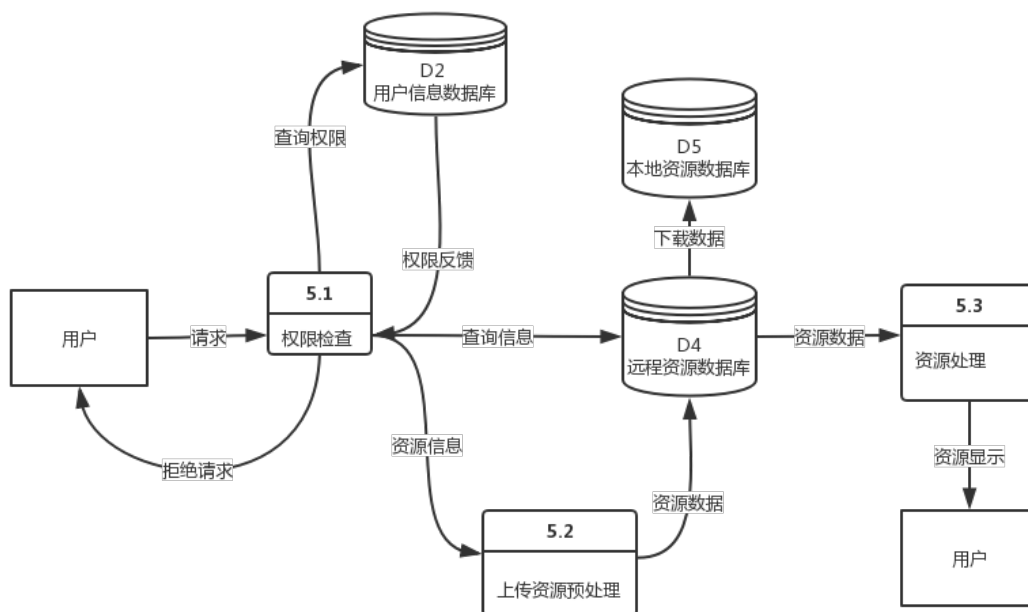 D2
用户信息数据库
D5
本地资源数据库
查询权限
下载数据
权限反馈
5.1
权限检查
用户
请求
查询信息
D4
远程资源数据库
资源数据
5.3
资源处理
拒绝请求
资源信息
资源数据
资源显示
5.2
上传资源预处理
用户